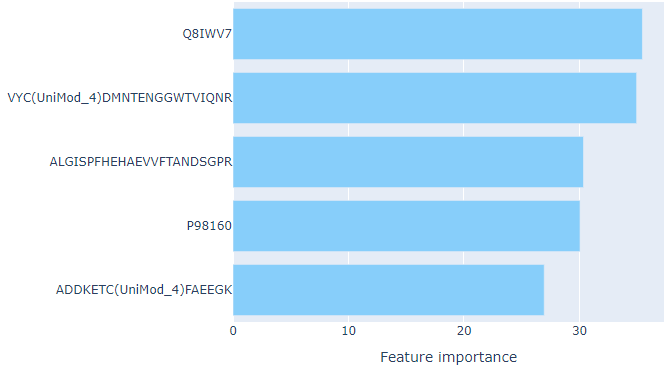 Q8IWV7
VYC(UniMod_4)DMNTENGGWTVIQNR
ALGISPFHEHAEVVFTANDSGPR
P98160
ADDKETC(UniMod_4)FAEEGK
0 10 20 30
Feature importance